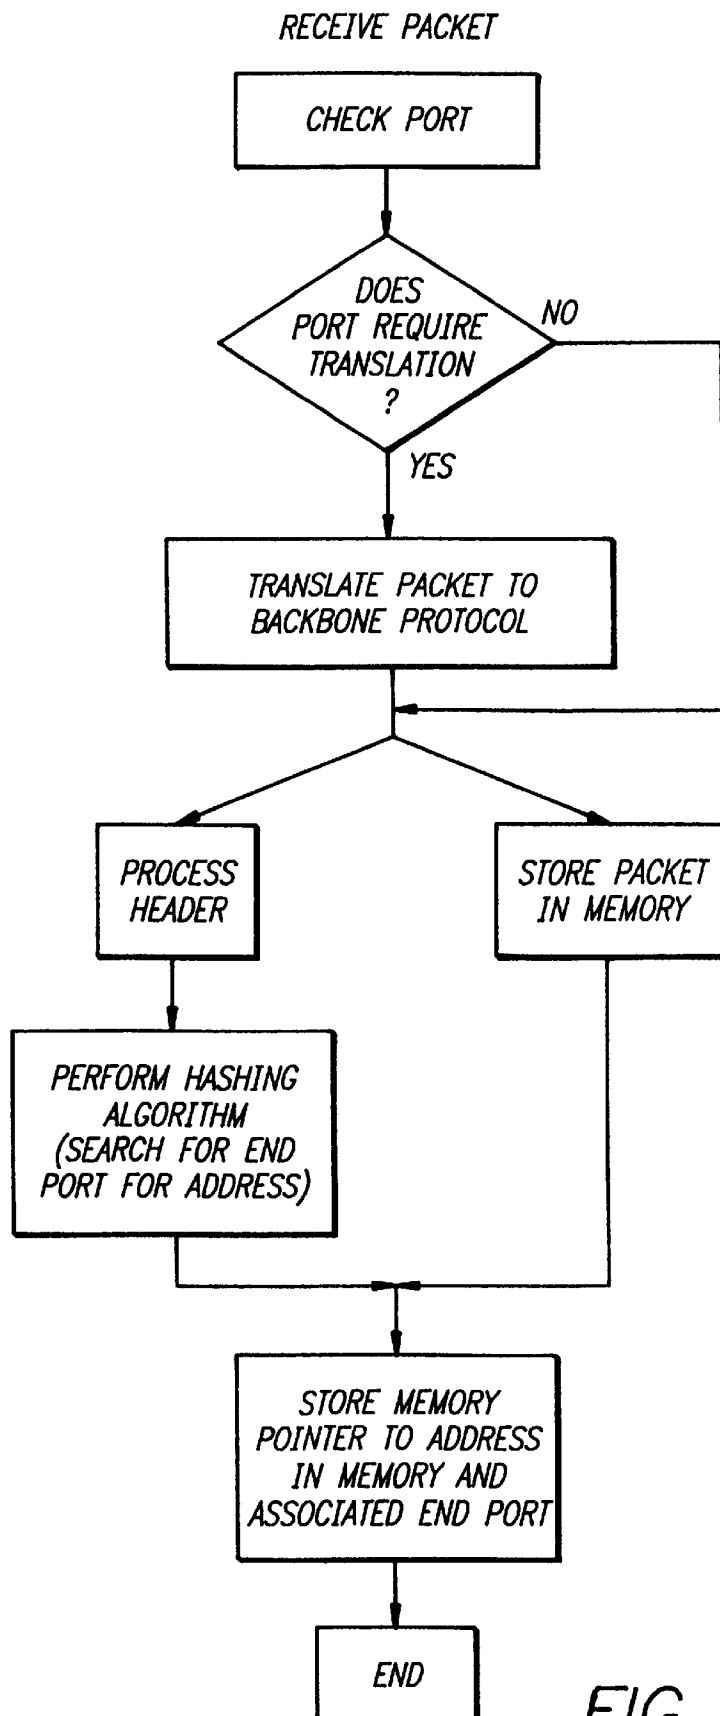 RECEIVE PACKET
CHECK PORT
DOES
PORT REQUIRE
TRANSLATION
?
NO
YES
TRANSLATE PACKET TO
BACKBONE PROTOCOL
PROCESS
HEADER
STORE PACKET
IN MEMORY
PERFORM HASHING
ALGORITHM
(SEARCH FOR END
PORT FOR ADDRESS)
STORE MEMORY
POINTER TO ADDRESS
IN MEMORY AND
ASSOCIATED END PORT
END
FIG